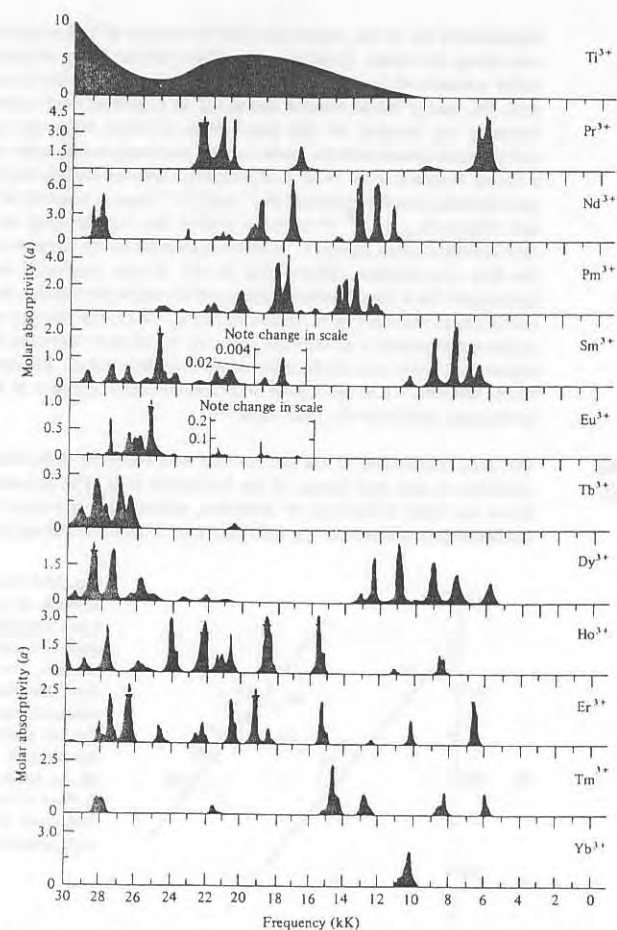 10
5
0
Ti³⁺
4.5
3.0
1.5
0
Pr³⁺
6.0
3.0
0
Nd³⁺
4.0
2.0
0
Pm³⁺
2.0
1.0
0
Note change in scale
0.004
0.02
Sm³⁺
1.0
0.5
0
Note change in scale
0.2
0.1
Eu³⁺
0.3
0
Tb³⁺
1.5
0
Dy³⁺
3.0
1.5
0
Ho³⁺
2.5
0
Er³⁺
2.5
0
Tm³⁺
3.0
0
Yb³⁺
Molar absorptivity (a)
Molar absorptivity (a)
30 28 26 24 22 20 18 16 14 12 10 8 6 4 2 0
Frequency (kK)